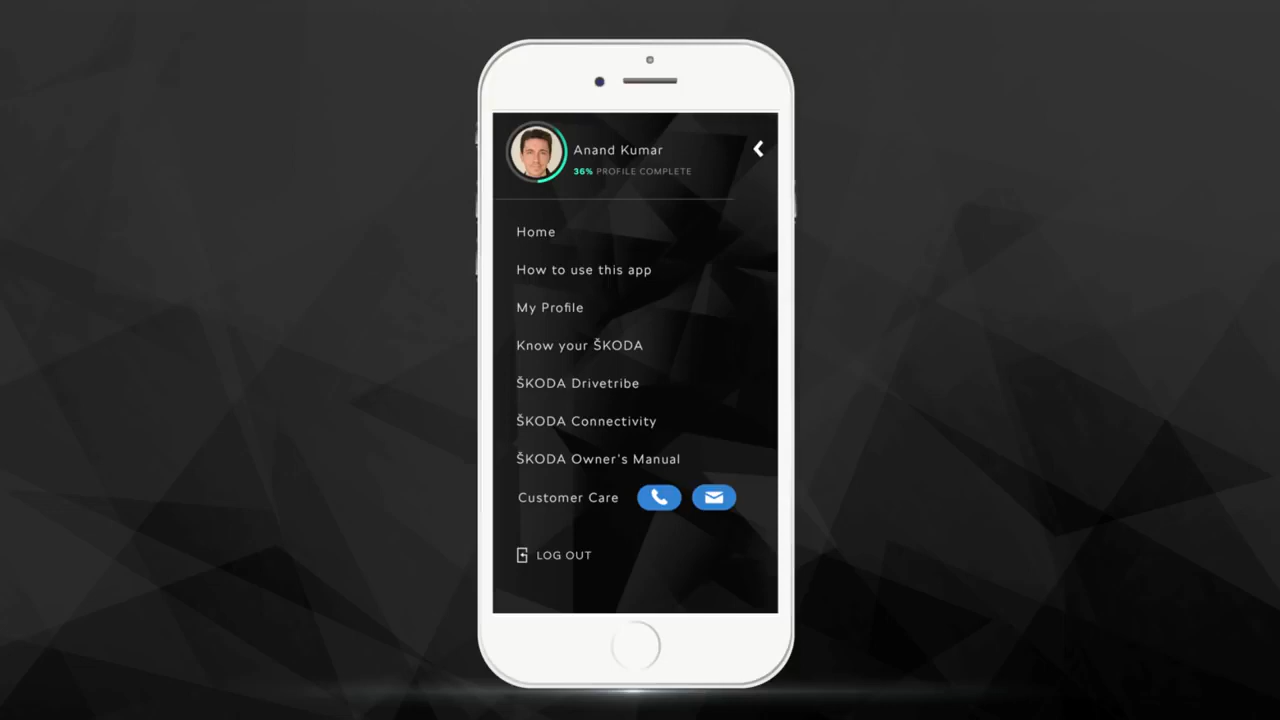 Anand Kumar
36% PROFILE COMPLETE
Home
How to use this app
My Profile
Know your ŠKODA
ŠKODA Drivetribe
ŠKODA Connectivity
ŠKODA Owner's Manual
Customer Care
LOG OUT